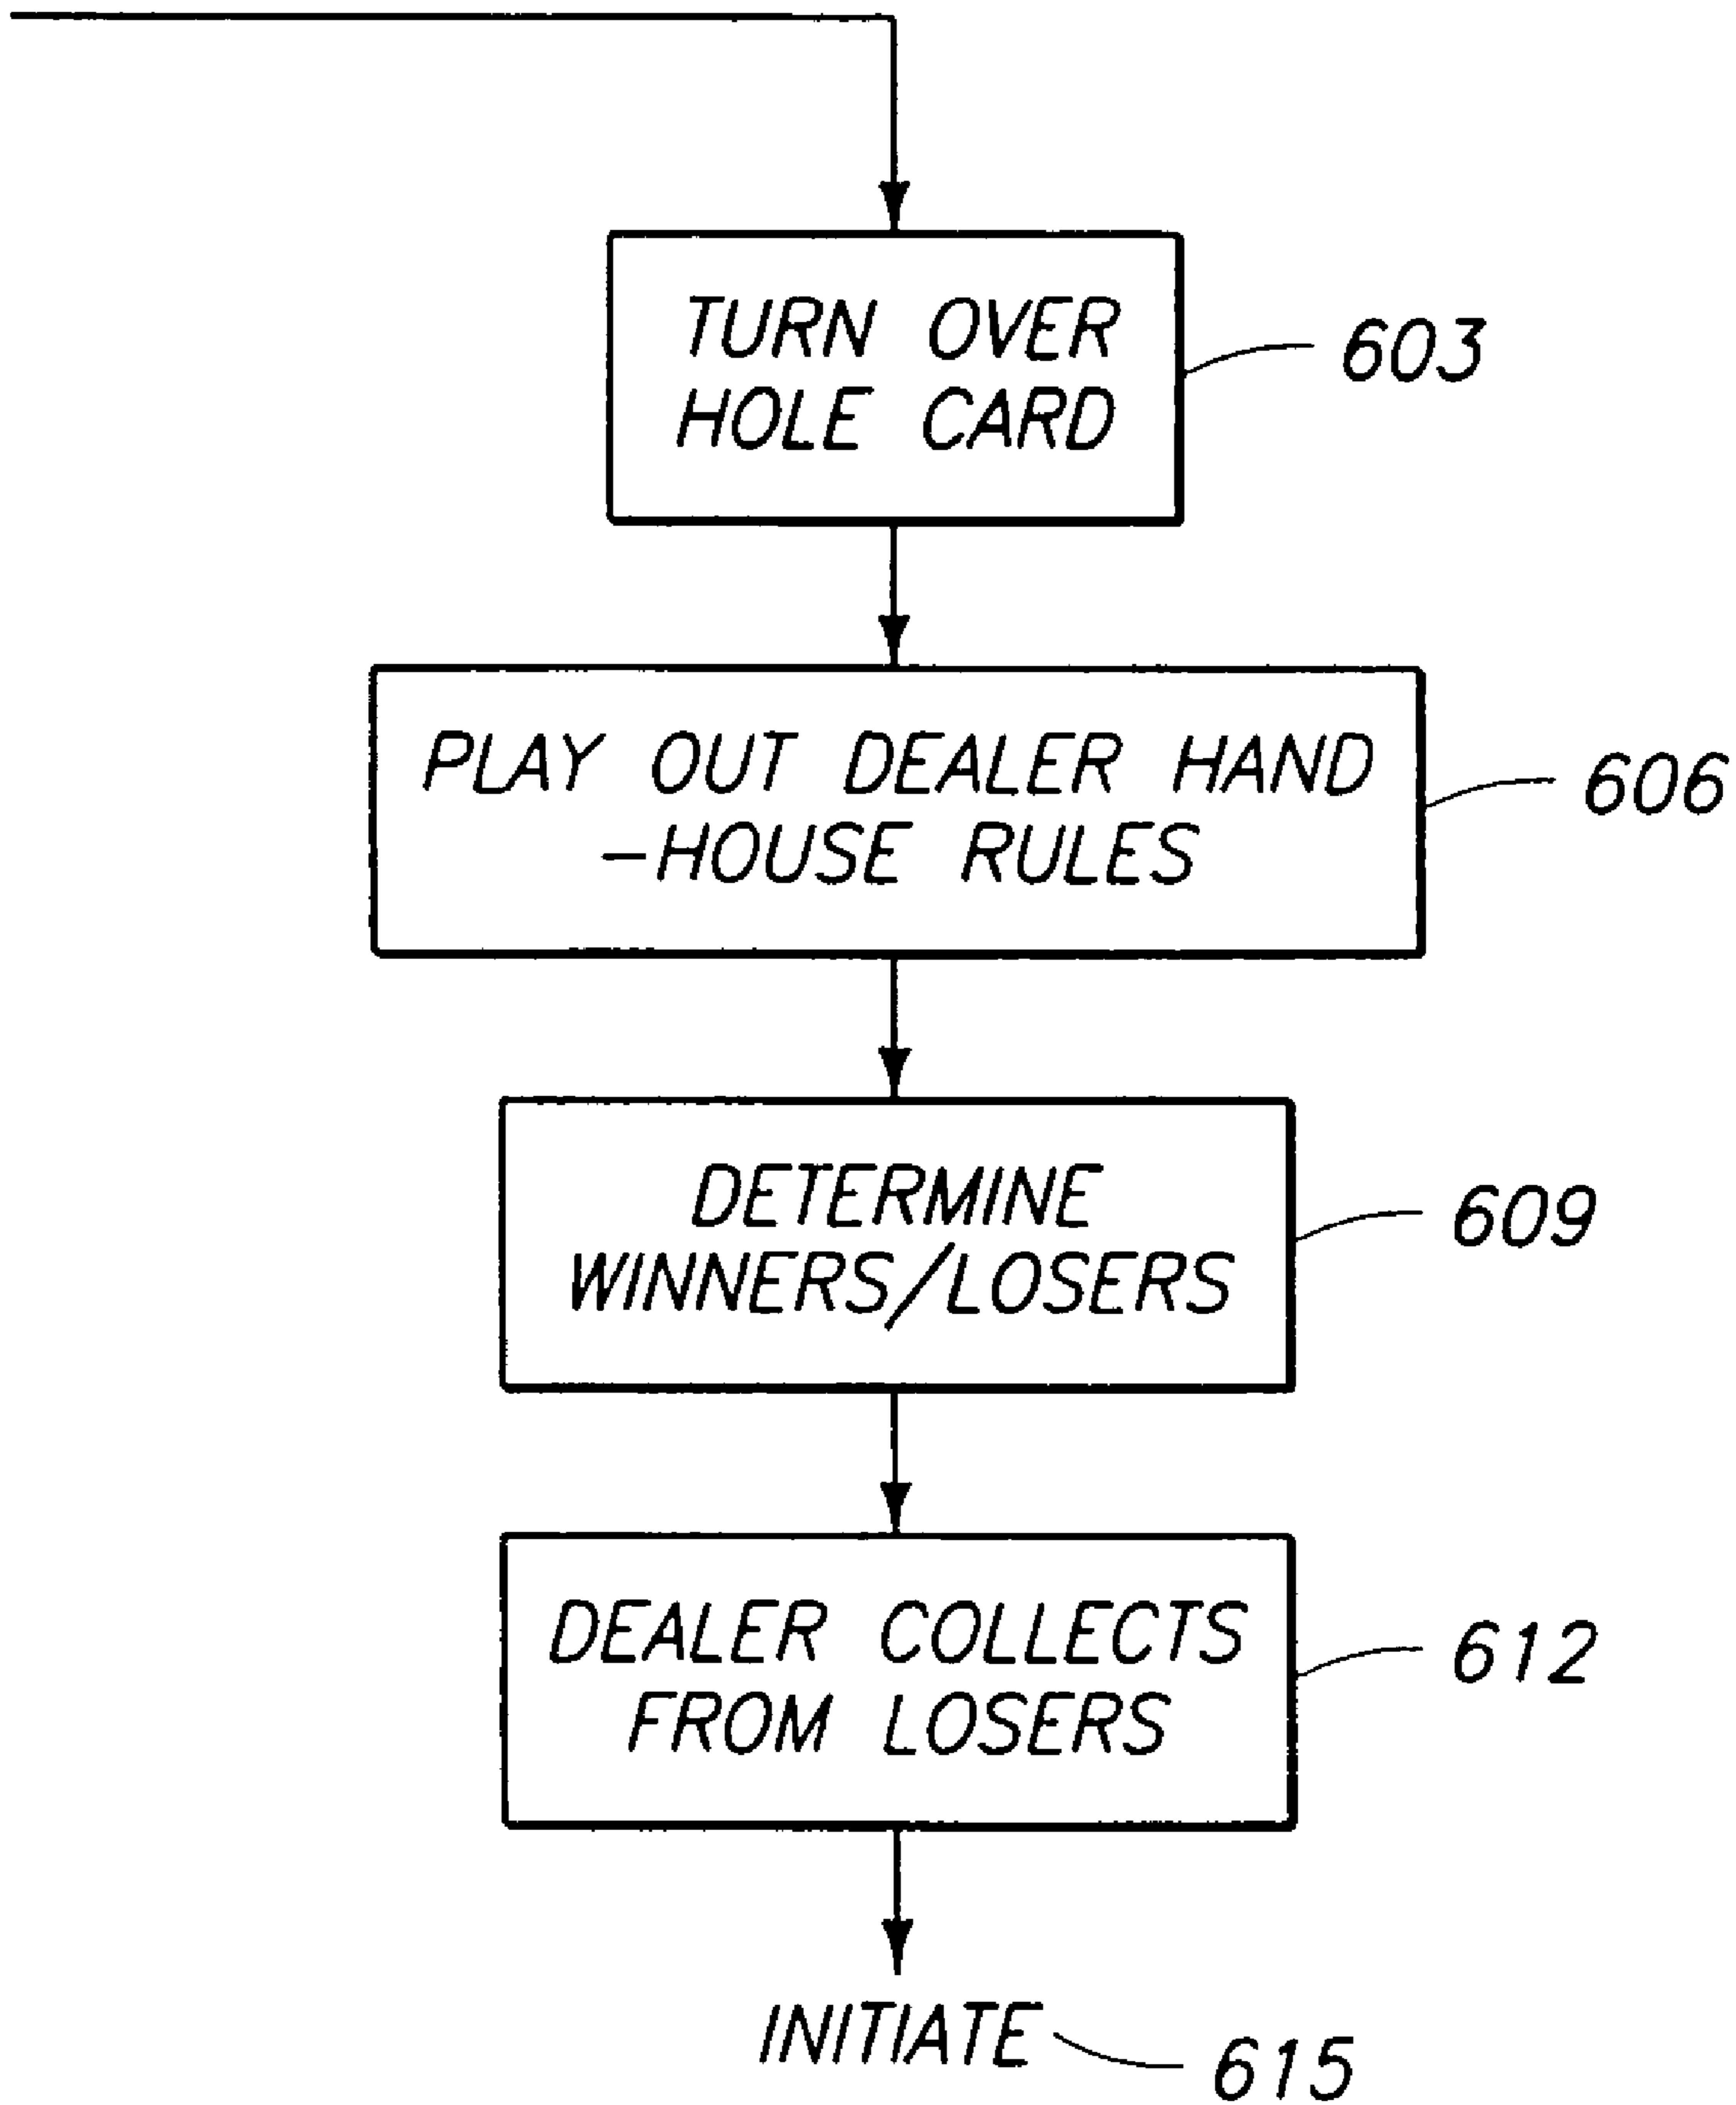 TURN OVER
HOLE CARD
603
PLAY OUT DEALER HAND
-HOUSE RULES
606
DETERMINE
WINNERS/LOSERS
609
DEALER COLLECTS
FROM LOSERS
612
INITIATE
615